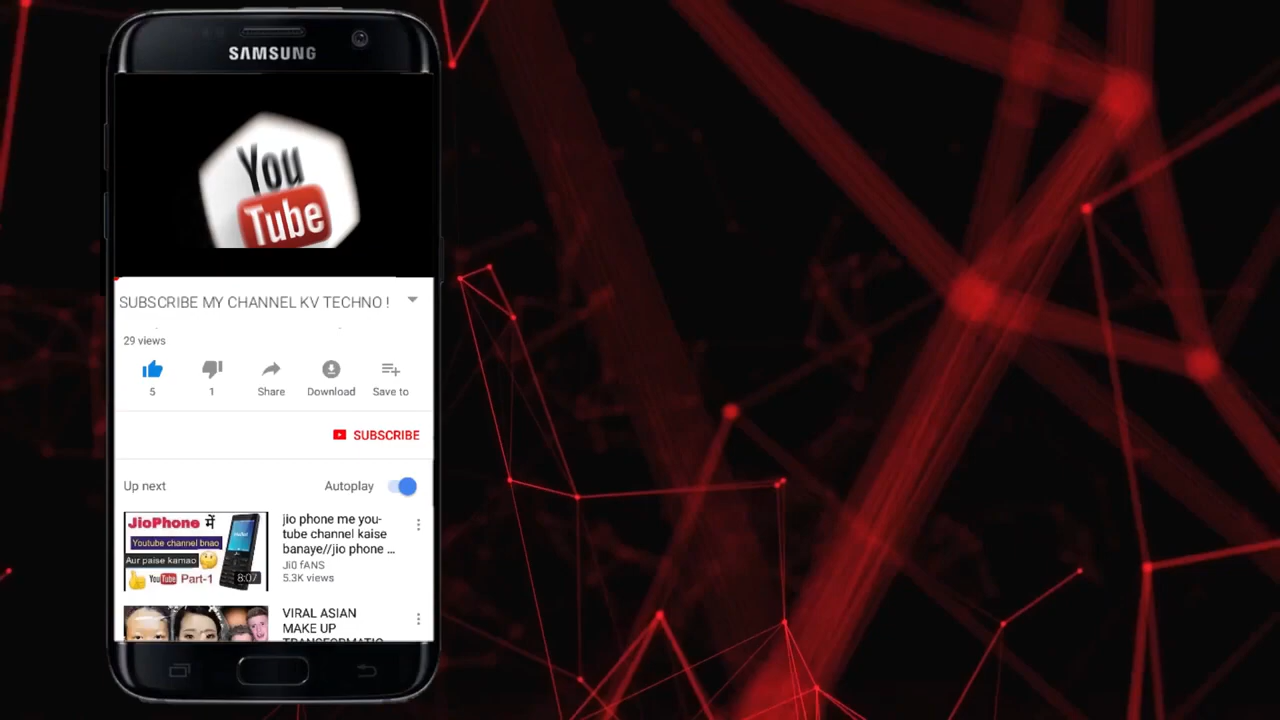 SAMSUNG
You
Tube
SUBSCRIBE MY CHANNEL KV TECHNO !
29 views
5
1
Share
Download
Save to
SUBSCRIBE
Up next
Autoplay
JioPhone में
Youtube channel bnao
Aur paise kamao
YouTube Part-1
8:07
jio phone me you-
tube channel kaise
banaye//jio phone ...
Ji0 fANS
5.3K views
VIRAL ASIAN
MAKE UP
TRANSFORMATIO